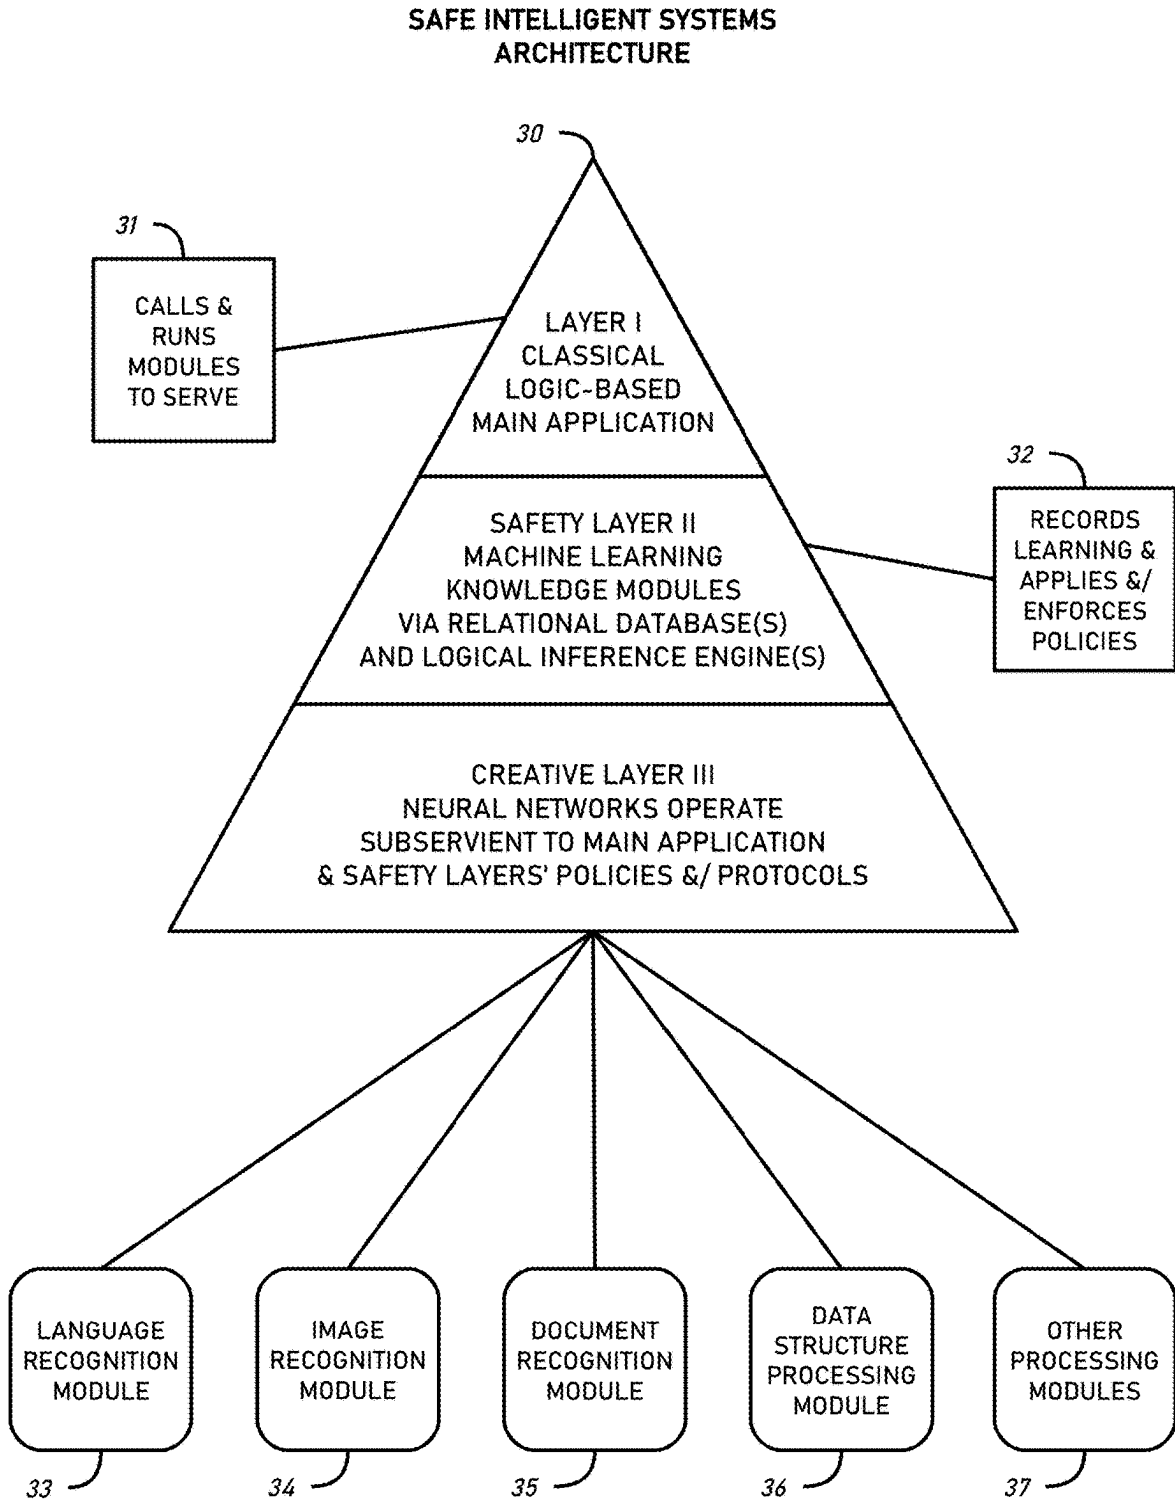 SAFE INTELLIGENT SYSTEMS
ARCHITECTURE
30
31
CALLS &
RUNS
MODULES
TO SERVE
LAYER I
CLASSICAL
LOGIC-BASED
MAIN APPLICATION
32
RECORDS
LEARNING &
APPLIES &/
ENFORCES
POLICIES
SAFETY LAYER II
MACHINE LEARNING
KNOWLEDGE MODULES
VIA RELATIONAL DATABASE(S)
AND LOGICAL INFERENCE ENGINE(S)
CREATIVE LAYER III
NEURAL NETWORKS OPERATE
SUBSERVIENT TO MAIN APPLICATION
& SAFETY LAYERS' POLICIES &/ PROTOCOLS
LANGUAGE
RECOGNITION
MODULE
33
IMAGE
RECOGNITION
MODULE
34
DOCUMENT
RECOGNITION
MODULE
35
DATA
STRUCTURE
PROCESSING
MODULE
36
OTHER
PROCESSING
MODULES
37